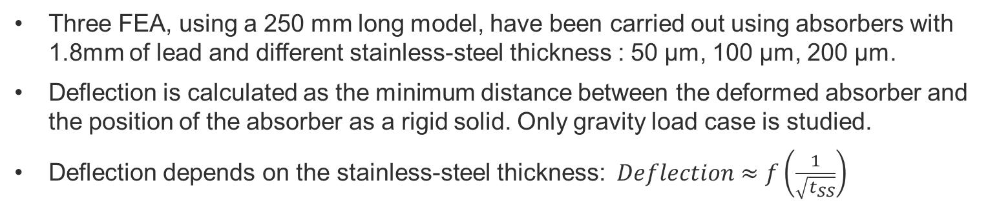 • Three FEA, using a 250 mm long model, have been carried out using absorbers with
1.8mm of lead and different stainless-steel thickness : 50 µm, 100 µm, 200 µm.
• Deflection is calculated as the minimum distance between the deformed absorber and
the position of the absorber as a rigid solid. Only gravity load case is studied.
• Deflection depends on the stainless-steel thickness: Deflection ≈ f(1/√t_SS)